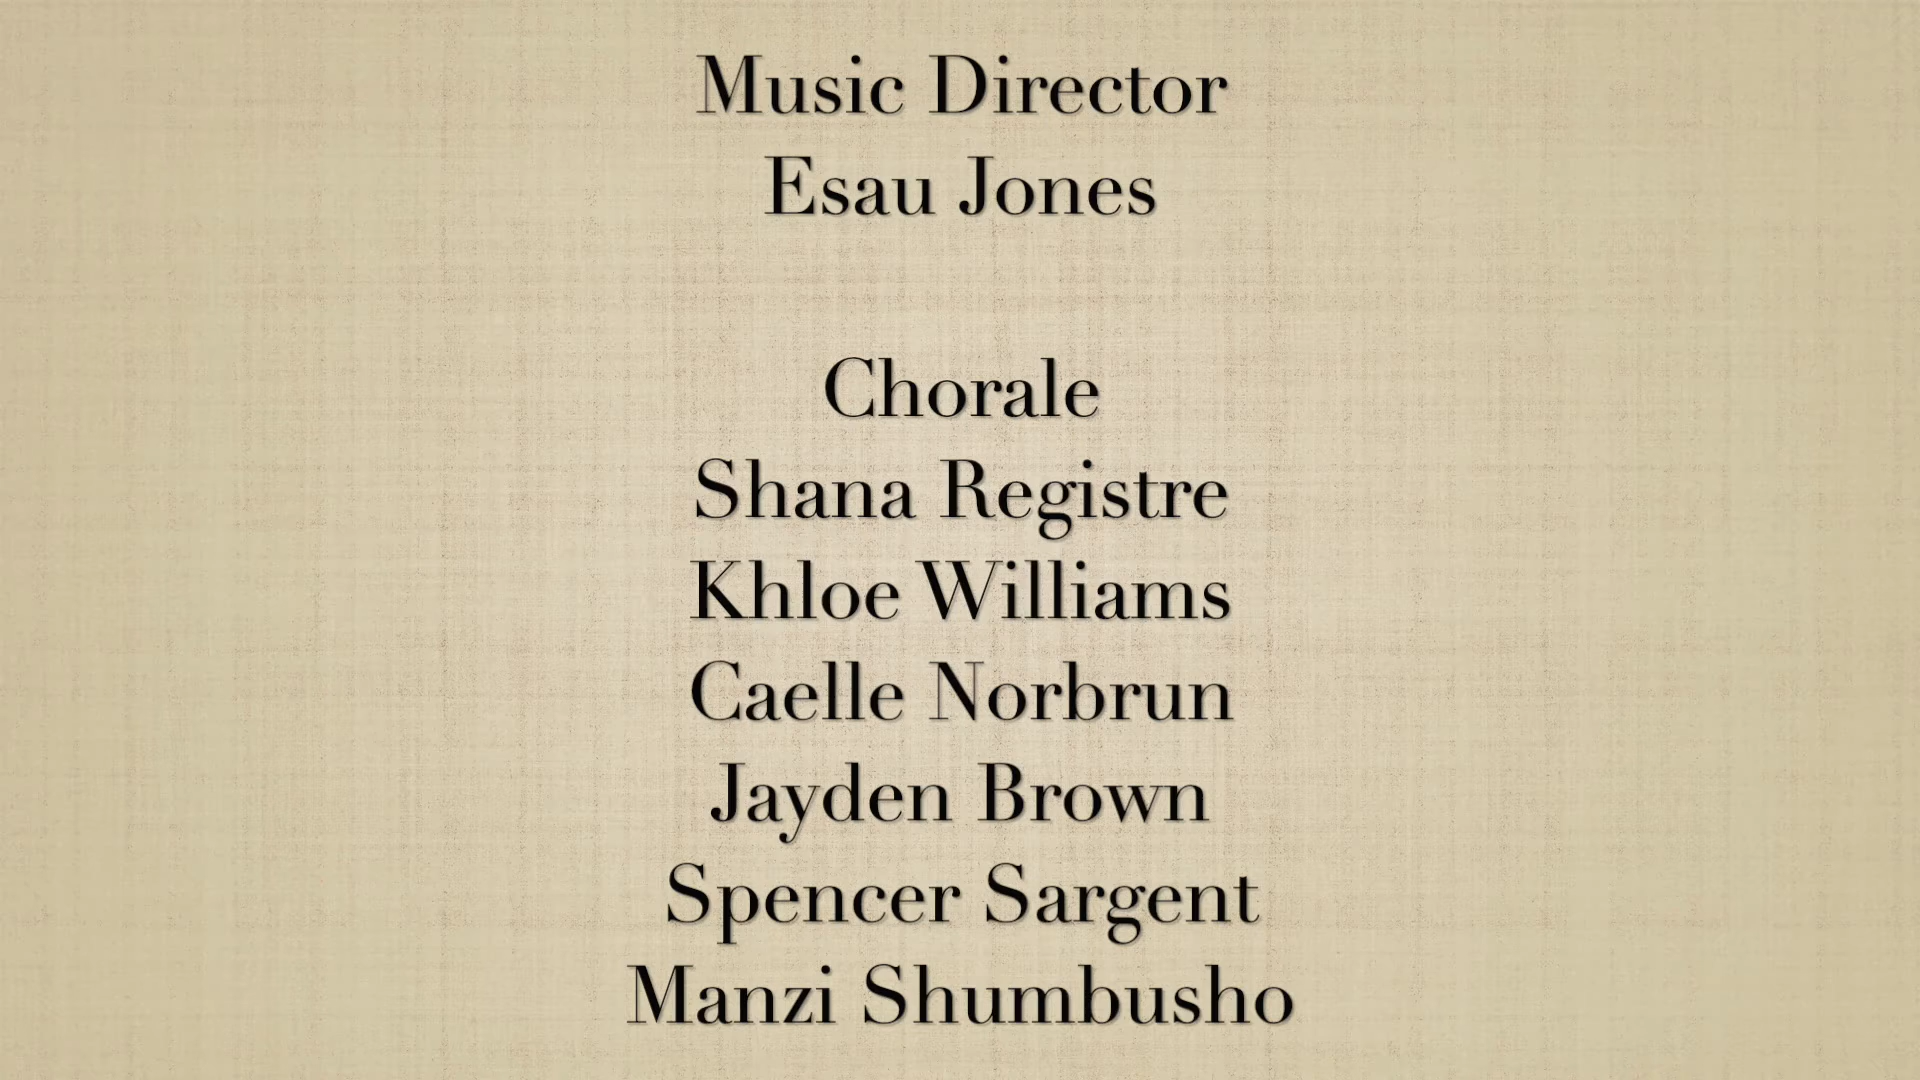 Music Director
Esau Jones
Chorale
Shana Registre
Khloe Williams
Caelle Norbrun
Jayden Brown
Spencer Sargent
Manzi Shumbusho